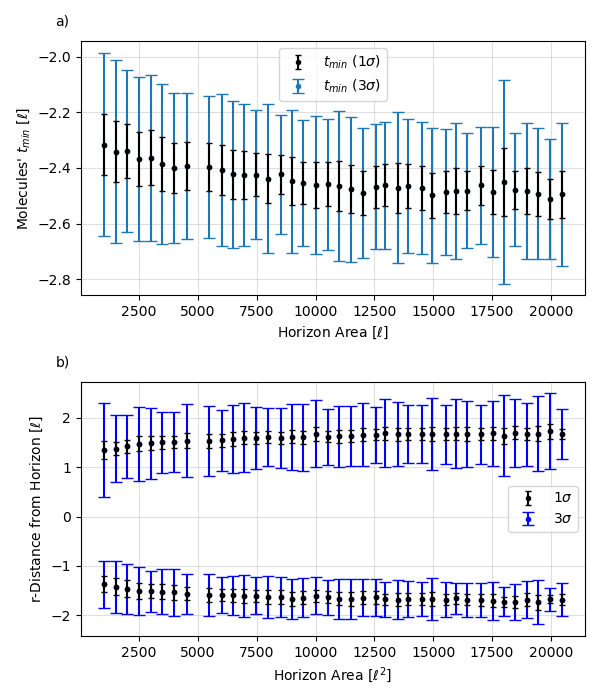 a)
−2.0
−2.2
−2.4
−2.6
−2.8
Molecules' t_min [ℓ]
t_min (1σ)
t_min (3σ)
2500 5000 7500 10000 12500 15000 17500 20000
Horizon Area [ℓ]
b)
2
1
0
−1
−2
r-Distance from Horizon [ℓ]
1σ
3σ
2500 5000 7500 10000 12500 15000 17500 20000
Horizon Area [ℓ²]